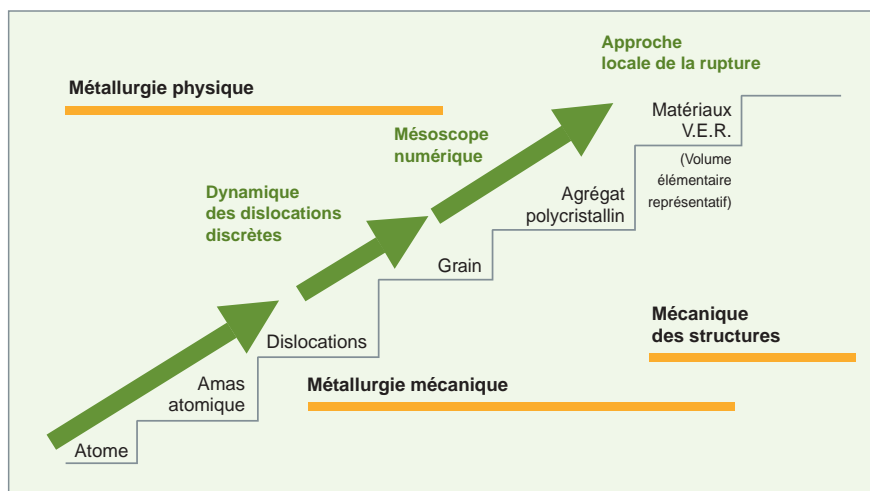 Approche
locale de la rupture
Métallurgie physique
Matériaux
V.E.R.
(Volume
élémentaire
représentatif)
Mésoscope
numérique
Dynamique
des dislocations
discrètes
Agrégat
polycristallin
Grain
Mécanique
des structures
Dislocations
Métallurgie mécanique
Amas
atomique
Atome